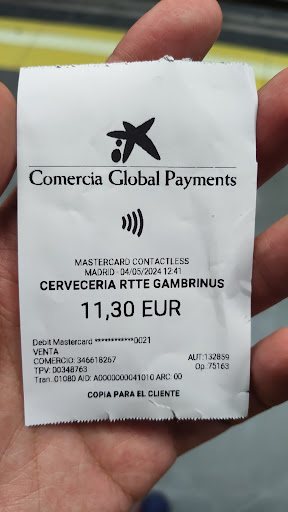 Comercia Global Payments
MASTERCARD CONTACTLESS
MADRID - 04/05/2024 12:41
CERVECERIA RTTE GAMBRINUS
11,30 EUR
Debit Mastercard ************0021
VENTA
COMERCIO: 346618267 AUT:132859
TPV: 00348763 Op:75163
Tran.:01080 AID: A0000000041010 ARC: 00
COPIA PARA EL CLIENTE